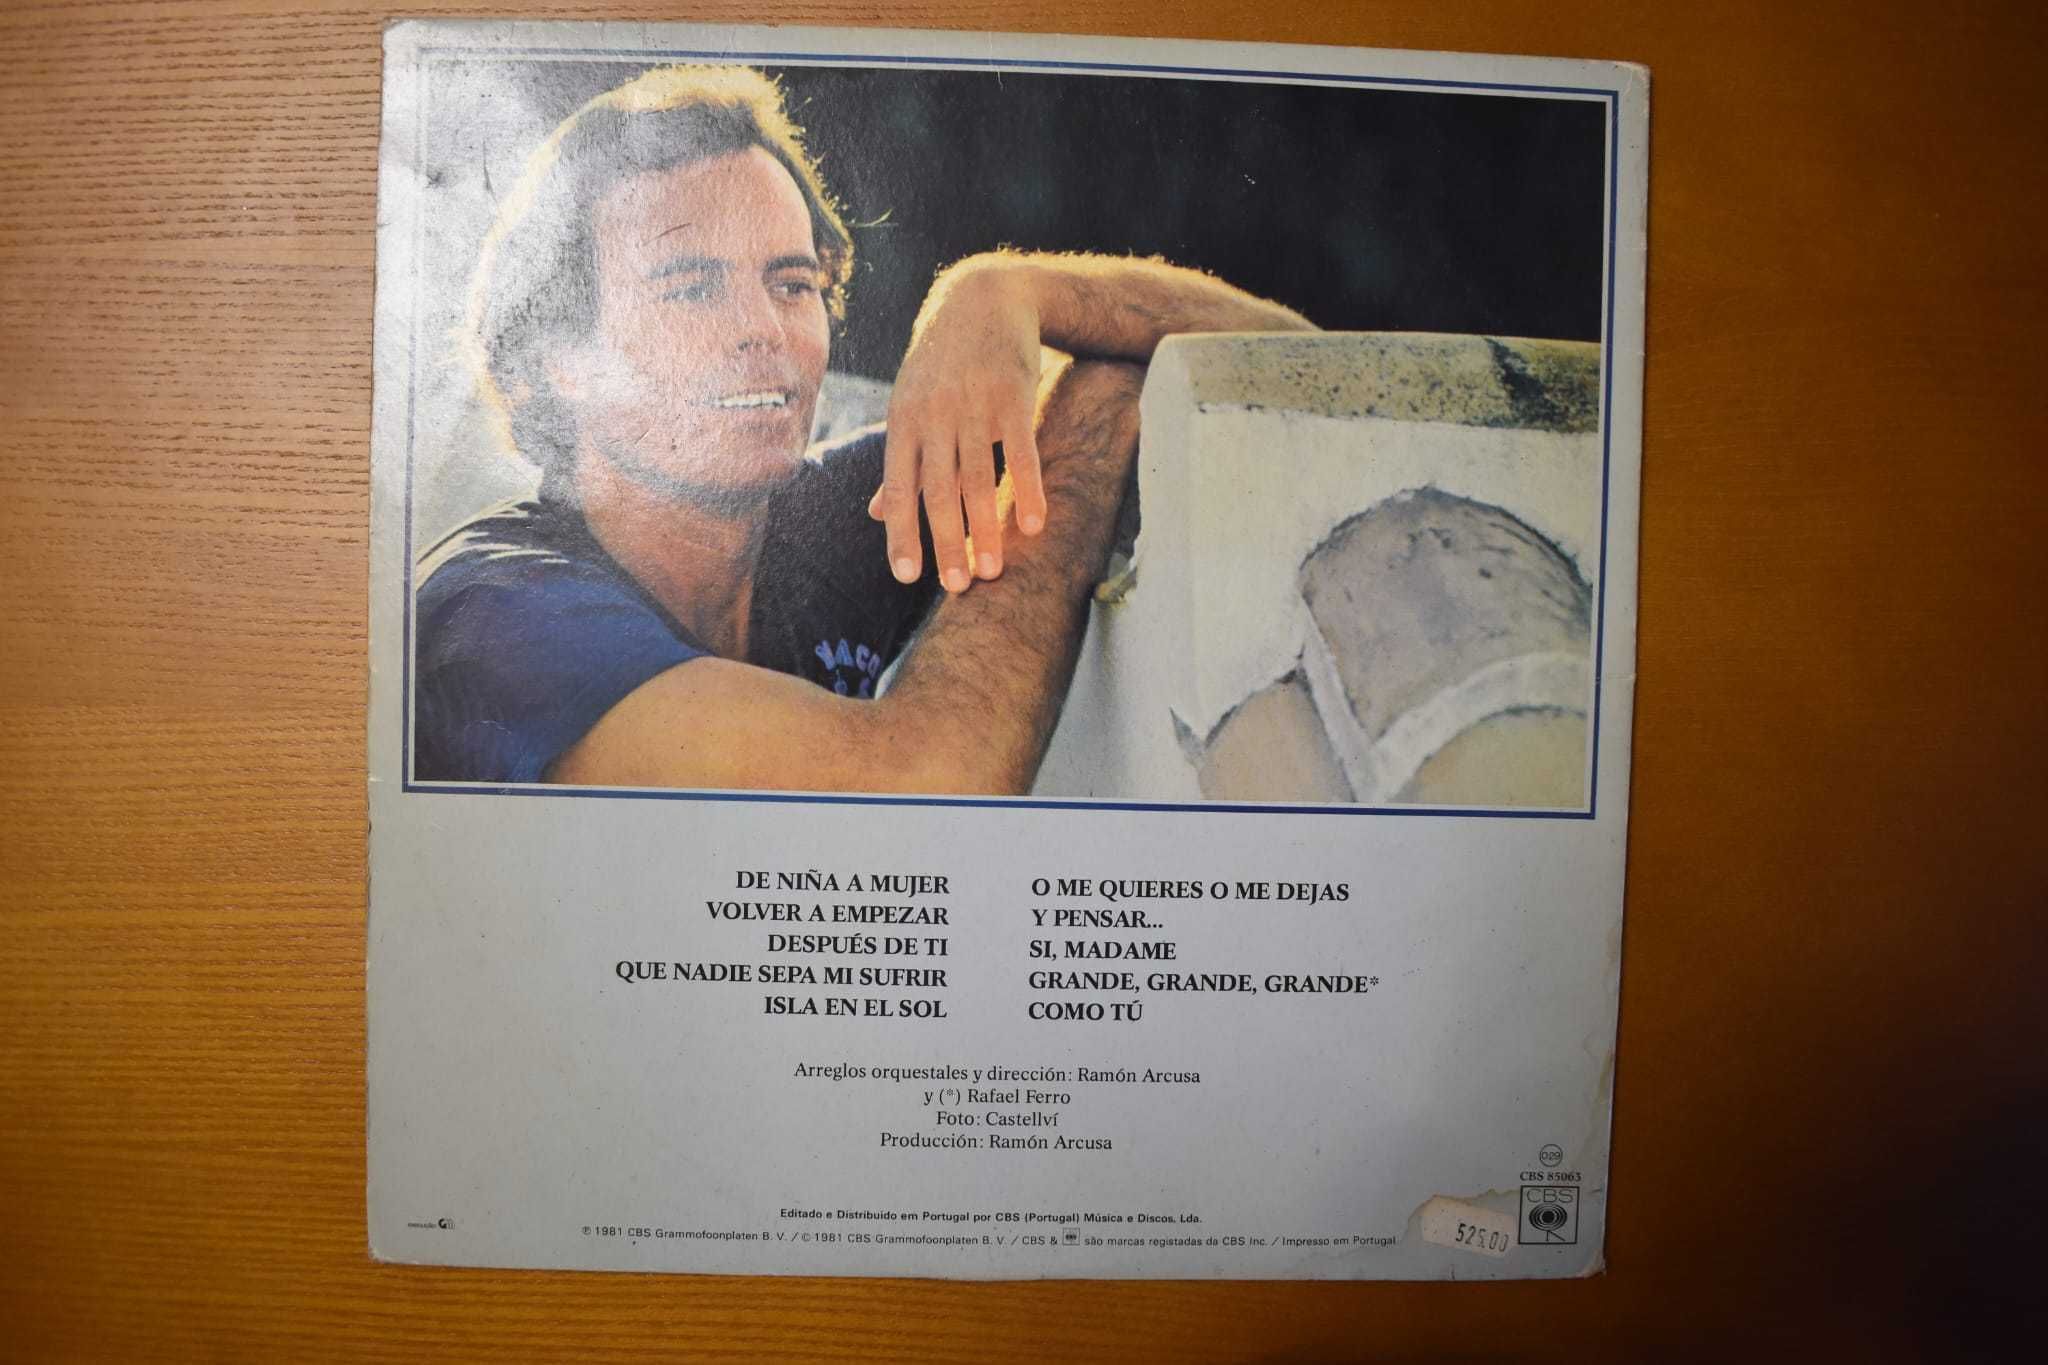 YACO
DE NIÑA A MUJER
VOLVER A EMPEZAR
DESPUÉS DE TI
QUE NADIE SEPA MI SUFRIR
ISLA EN EL SOL
O ME QUIERES O ME DEJAS
Y PENSAR...
SI, MADAME
GRANDE, GRANDE, GRANDE*
COMO TÚ
Arreglos orquestales y dirección: Ramón Arcusa
y (*) Rafael Ferro
Foto: Castellví
Producción: Ramón Arcusa
029
CBS 85063
CBS
525.00
execução
Editado e Distribuido em Portugal por CBS (Portugal) Música e Discos, Lda.
℗ 1981 CBS Grammofoonplaten B. V. / © 1981 CBS Grammofoonplaten B. V. / CBS & são marcas registadas da CBS Inc. / Impresso em Portugal